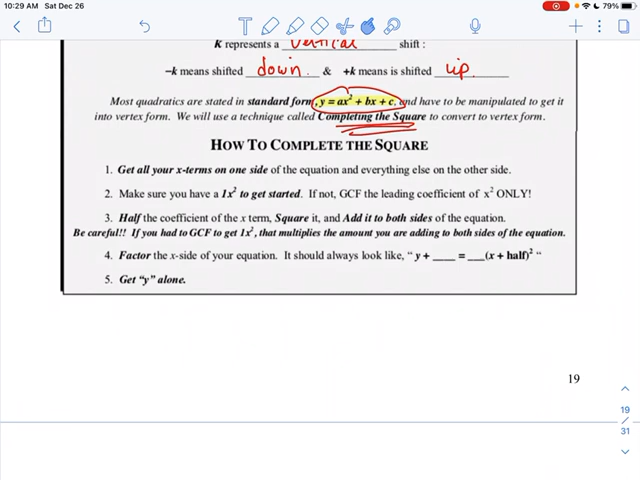 10:29 AM Sat Dec 26
79%
K represents a vertical shift :
–k means shifted down & +k means is shifted up
Most quadratics are stated in standard form, y = ax² + bx + c, and have to be manipulated to get it
into vertex form. We will use a technique called Completing the Square to convert to vertex form.
HOW TO COMPLETE THE SQUARE
1. Get all your x-terms on one side of the equation and everything else on the other side.
2. Make sure you have a 1x² to get started. If not, GCF the leading coefficient of x² ONLY!
3. Half the coefficient of the x term, Square it, and Add it to both sides of the equation.
Be careful!! If you had to GCF to get 1x², that multiplies the amount you are adding to both sides of the equation.
4. Factor the x-side of your equation. It should always look like, “ y + ____ = ___(x + half)² “
5. Get “y” alone.
19
19
/
31